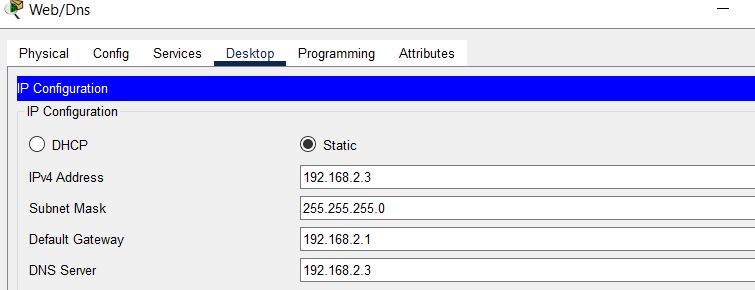 Web/Dns
Physical Config Services Desktop Programming Attributes
IP Configuration
IP Configuration
DHCP Static
IPv4 Address 192.168.2.3
Subnet Mask 255.255.255.0
Default Gateway 192.168.2.1
DNS Server 192.168.2.3